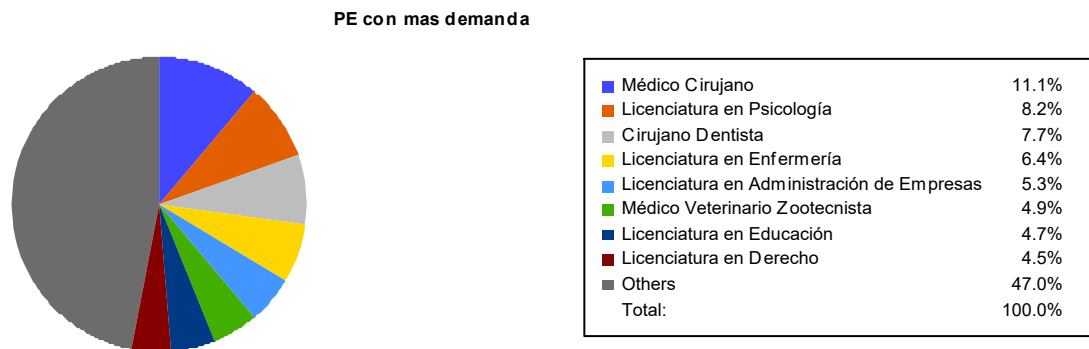 PE con mas demanda
Médico Cirujano 11.1%
Licenciatura en Psicología 8.2%
Cirujano Dentista 7.7%
Licenciatura en Enfermería 6.4%
Licenciatura en Administración de Empresas 5.3%
Médico Veterinario Zootecnista 4.9%
Licenciatura en Educación 4.7%
Licenciatura en Derecho 4.5%
Others 47.0%
Total: 100.0%